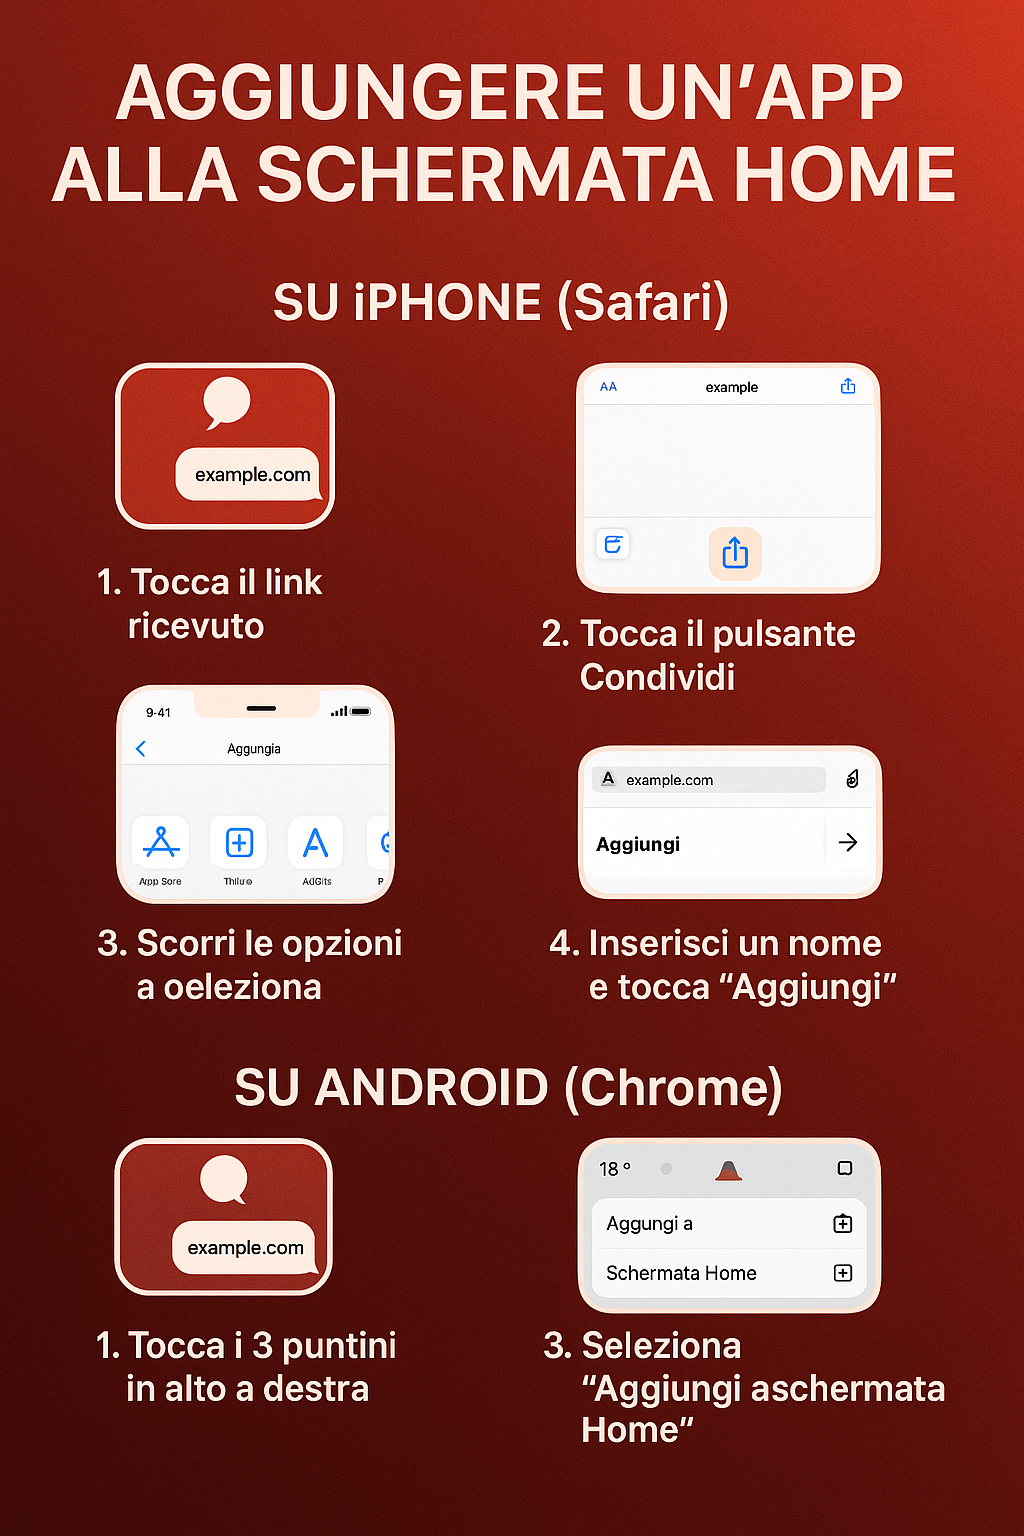 AGGIUNGERE UN'APP
ALLA SCHERMATA HOME
SU iPHONE (Safari)
example.com
1. Tocca il link
ricevuto
AA
example
2. Tocca il pulsante
Condividi
9-41
Aggungia
App Sore
Thiluo
AdGits
P
3. Scorri le opzioni
a oeleziona
A example.com
Aggiungi
4. Inserisci un nome
e tocca “Aggiungi”
SU ANDROID (Chrome)
example.com
1. Tocca i 3 puntini
in alto a destra
18 °
Aggungi a
Schermata Home
3. Seleziona
“Aggiungi aschermata
Home”